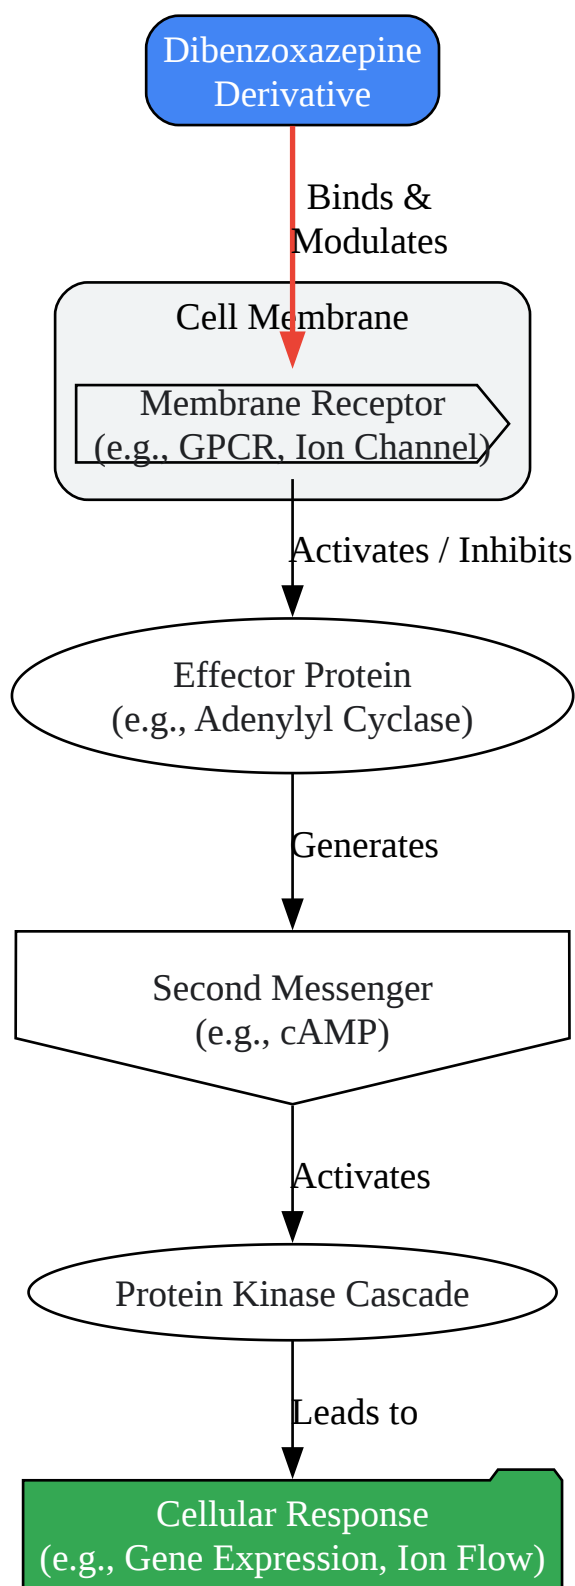 Dibenzoxazepine
Derivative
Binds &
Modulates
Cell Membrane
Membrane Receptor
(e.g., GPCR, Ion Channel)
Activates / Inhibits
Effector Protein
(e.g., Adenylyl Cyclase)
Generates
Second Messenger
(e.g., cAMP)
Activates
Protein Kinase Cascade
Leads to
Cellular Response
(e.g., Gene Expression, Ion Flow)